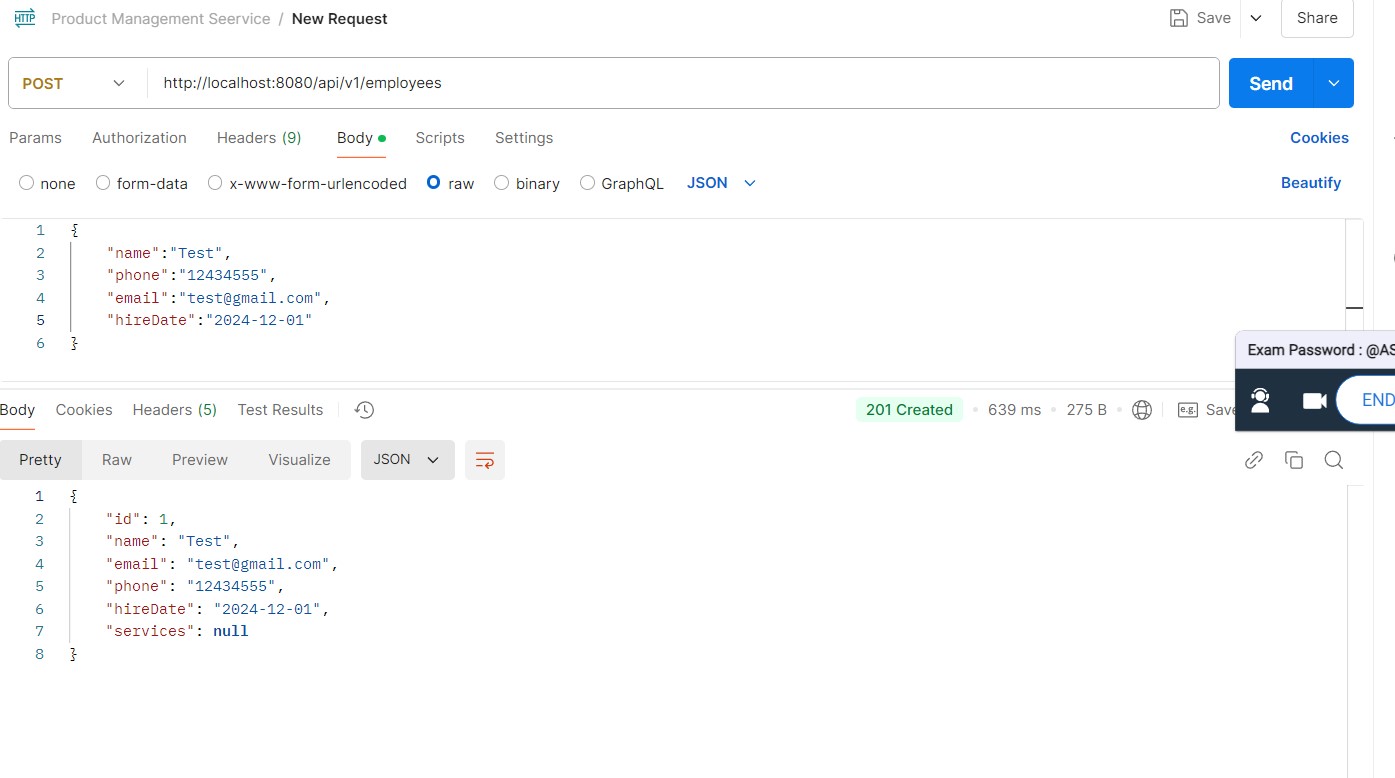 HTTP Product Management Seervice / New Request Save Share
POST http://localhost:8080/api/v1/employees Send
Params Authorization Headers (9) Body Scripts Settings Cookies
none form-data x-www-form-urlencoded raw binary GraphQL JSON Beautify
1 {
2 "name":"Test",
3 "phone":"12434555",
4 "email":"test@gmail.com",
5 "hireDate":"2024-12-01"
6 }
Exam Password : @AS
END
Body Cookies Headers (5) Test Results 201 Created 639 ms 275 B e.g. Save
Pretty Raw Preview Visualize JSON
1 {
2 "id": 1,
3 "name": "Test",
4 "email": "test@gmail.com",
5 "phone": "12434555",
6 "hireDate": "2024-12-01",
7 "services": null
8 }